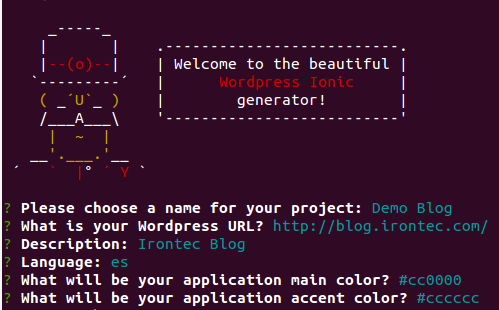 Welcome to the beautiful
Wordpress Ionic
generator!
? Please choose a name for your project: Demo Blog
? What is your Wordpress URL? http://blog.irontec.com/
? Description: Irontec Blog
? Language: es
? What will be your application main color? #cc0000
? What will be your application accent color? #cccccc